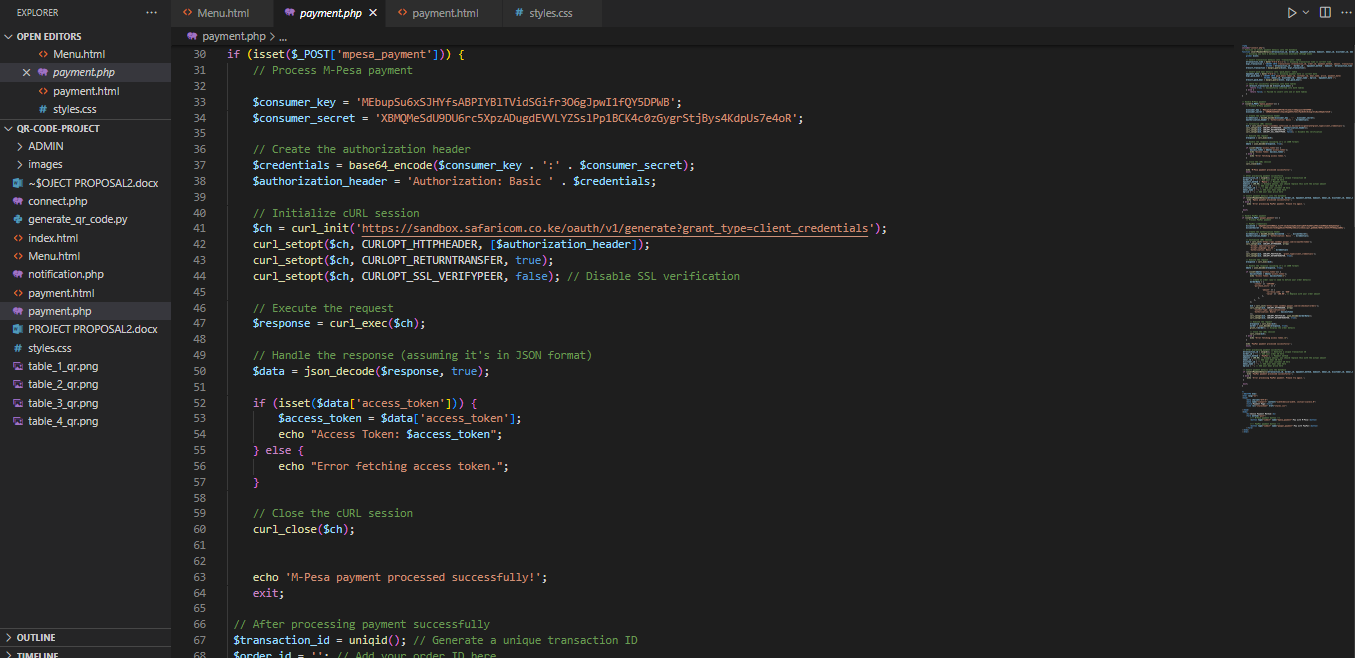 EXPLORER
OPEN EDITORS
Menu.html
payment.php
payment.html
styles.css
QR-CODE-PROJECT
ADMIN
images
~$OJECT PROPOSAL2.docx
connect.php
generate_qr_code.py
index.html
Menu.html
notification.php
payment.html
payment.php
PROJECT PROPOSAL2.docx
styles.css
table_1_qr.png
table_2_qr.png
table_3_qr.png
table_4_qr.png
OUTLINE
TIMELINE
Menu.html payment.php payment.html styles.css
payment.php > ...
30 if (isset($_POST['mpesa_payment'])) {
31 // Process M-Pesa payment
32
33 $consumer_key = 'MEbupSu6xSJHYfsABPIYBlTVidSGifr3O6gJpwI1fQY5DPWB';
34 $consumer_secret = 'XBMQMeSdU9DU6rc5XpzADugdEVVLYZSslPp1BCK4c0zGygrStjBys4KdpUs7e4oR';
35
36 // Create the authorization header
37 $credentials = base64_encode($consumer_key . ':' . $consumer_secret);
38 $authorization_header = 'Authorization: Basic ' . $credentials;
39
40 // Initialize cURL session
41 $ch = curl_init('https://sandbox.safaricom.co.ke/oauth/v1/generate?grant_type=client_credentials');
42 curl_setopt($ch, CURLOPT_HTTPHEADER, [$authorization_header]);
43 curl_setopt($ch, CURLOPT_RETURNTRANSFER, true);
44 curl_setopt($ch, CURLOPT_SSL_VERIFYPEER, false); // Disable SSL verification
45
46 // Execute the request
47 $response = curl_exec($ch);
48
49 // Handle the response (assuming it's in JSON format)
50 $data = json_decode($response, true);
51
52 if (isset($data['access_token'])) {
53 $access_token = $data['access_token'];
54 echo "Access Token: $access_token";
55 } else {
56 echo "Error fetching access token.";
57 }
58
59 // Close the cURL session
60 curl_close($ch);
61
62
63 echo 'M-Pesa payment processed successfully!';
64 exit;
65
66 // After processing payment successfully
67 $transaction_id = uniqid(); // Generate a unique transaction ID
68 $order_id = ''; // Add your order ID here